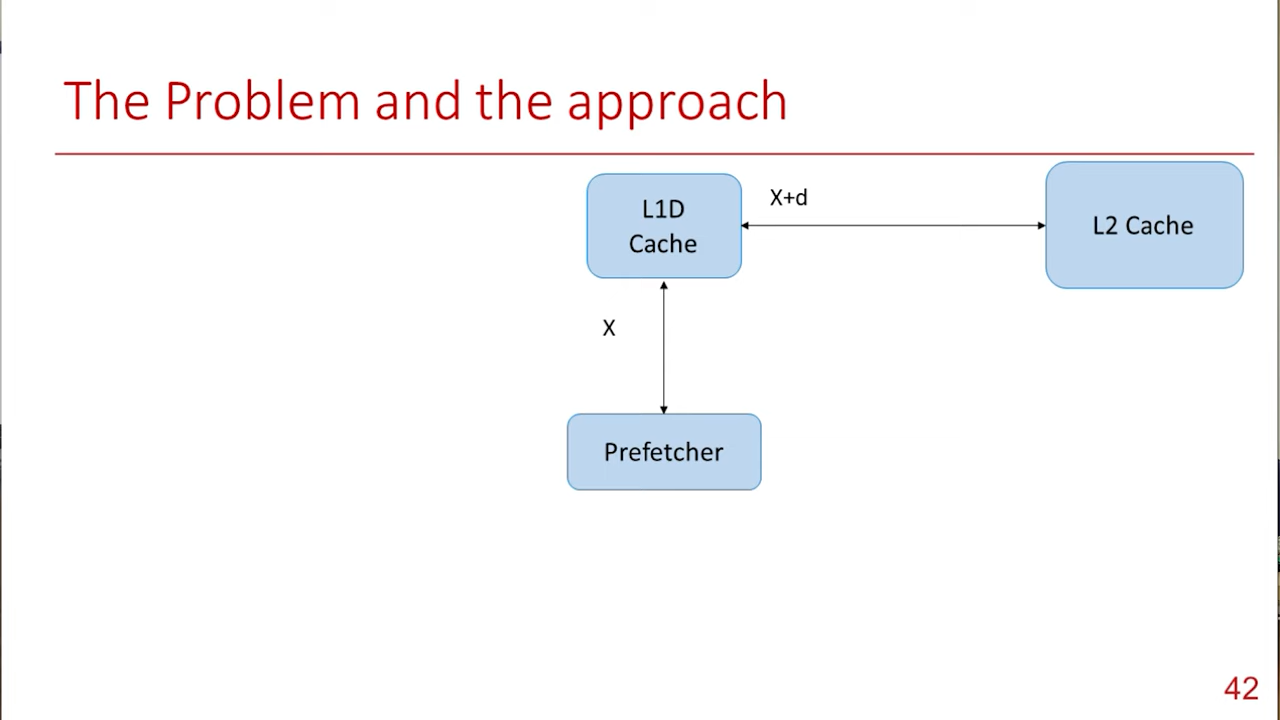 The Problem and the approach
L1D
Cache
X+d
L2 Cache
X
Prefetcher
42